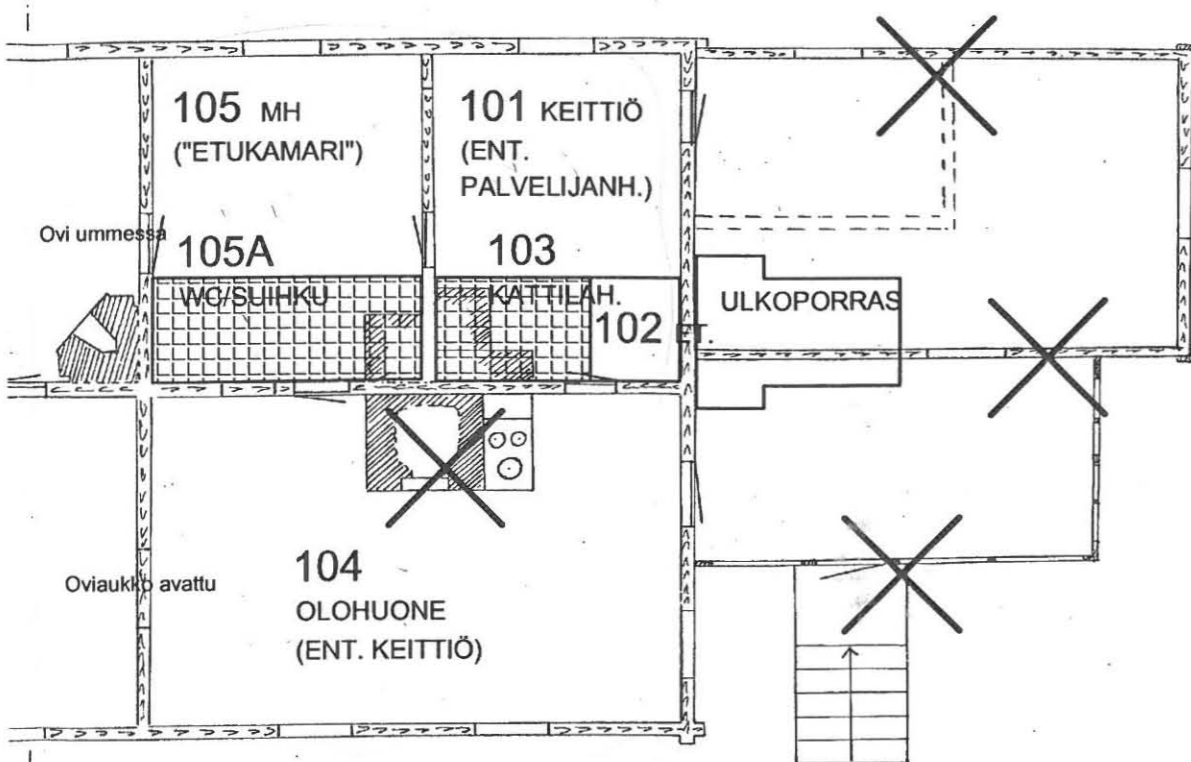 105 MH
("ETUKAMARI")
101 KEITTIÖ
(ENT.
PALVELIJANH.)
Ovi ummessa
105A
WC/SUIHKU
103
KATTILAH.
102 ET.
ULKOPORRAS
Oviaukko avattu
104
OLOHUONE
(ENT. KEITTIÖ)